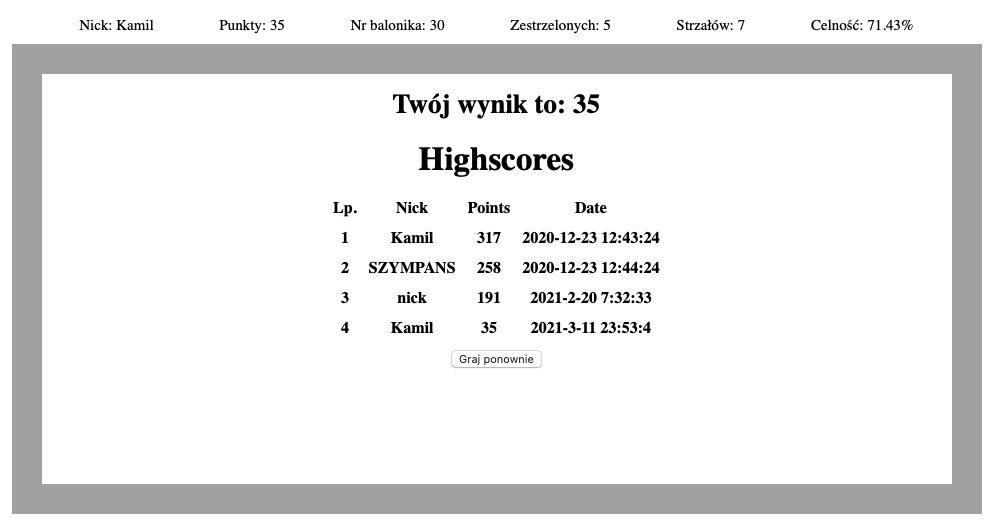 Nick: Kamil Punkty: 35 Nr balonika: 30 Zestrzelonych: 5 Strzałów: 7 Celność: 71.43%
Twój wynik to: 35
Highscores
Lp. Nick Points Date
1 Kamil 317 2020-12-23 12:43:24
2 SZYMPANS 258 2020-12-23 12:44:24
3 nick 191 2021-2-20 7:32:33
4 Kamil 35 2021-3-11 23:53:4
Graj ponownie